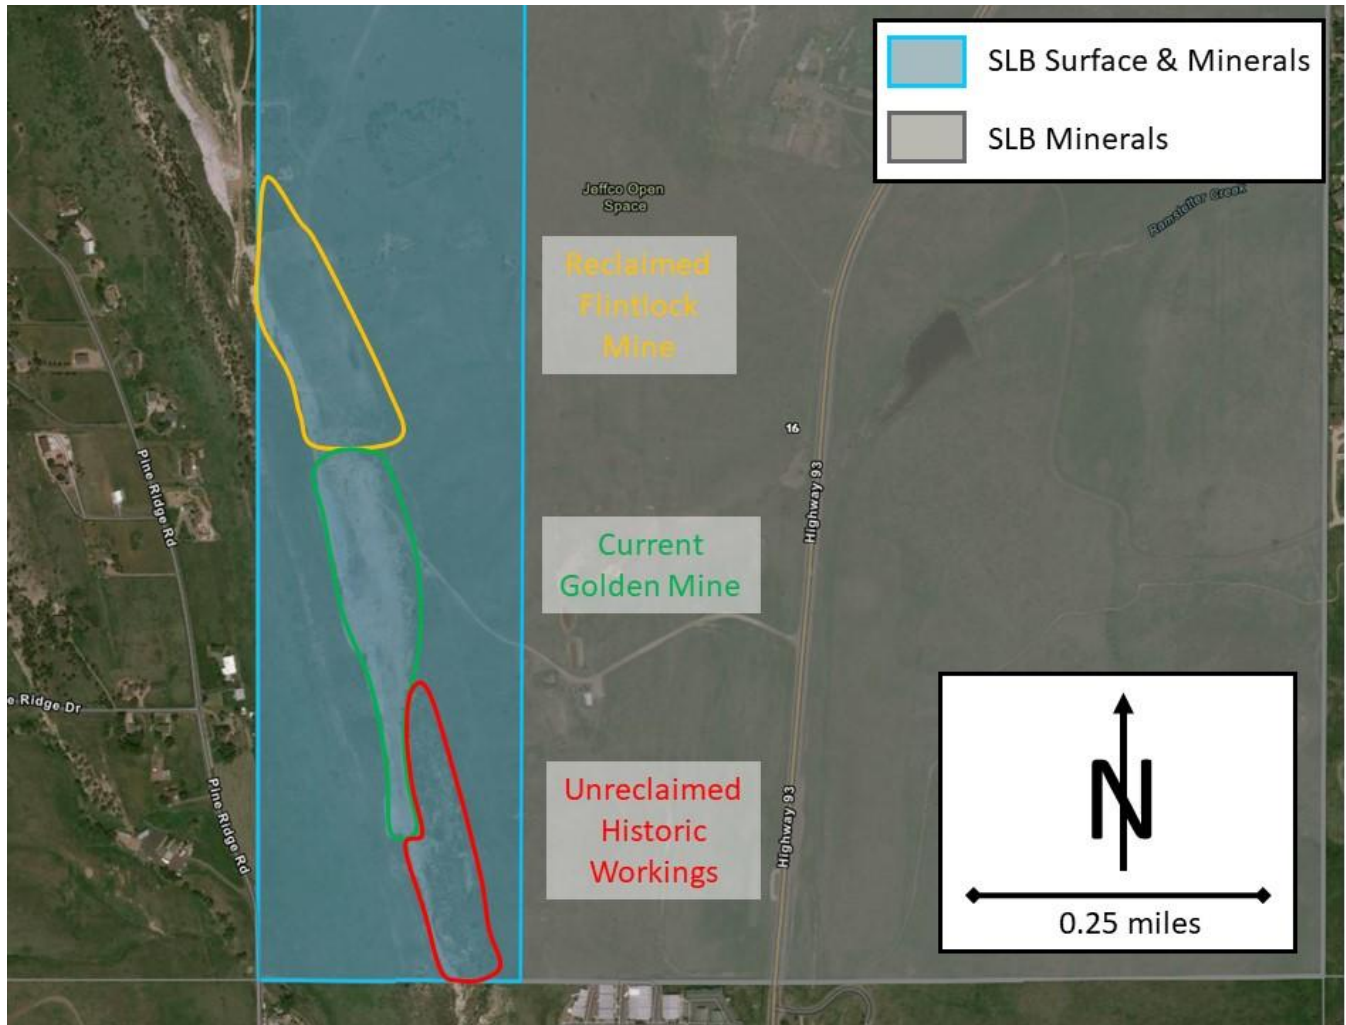 SLB Surface & Minerals
SLB Minerals
Jeffco Open
Space
Ramstetter Creek
Reclaimed
Flintlock
Mine
16
Pine Ridge Rd
Highway 93
Current
Golden Mine
e Ridge Dr
Pine Ridge Rd
Highway 93
Unreclaimed
Historic
Workings
N
0.25 miles